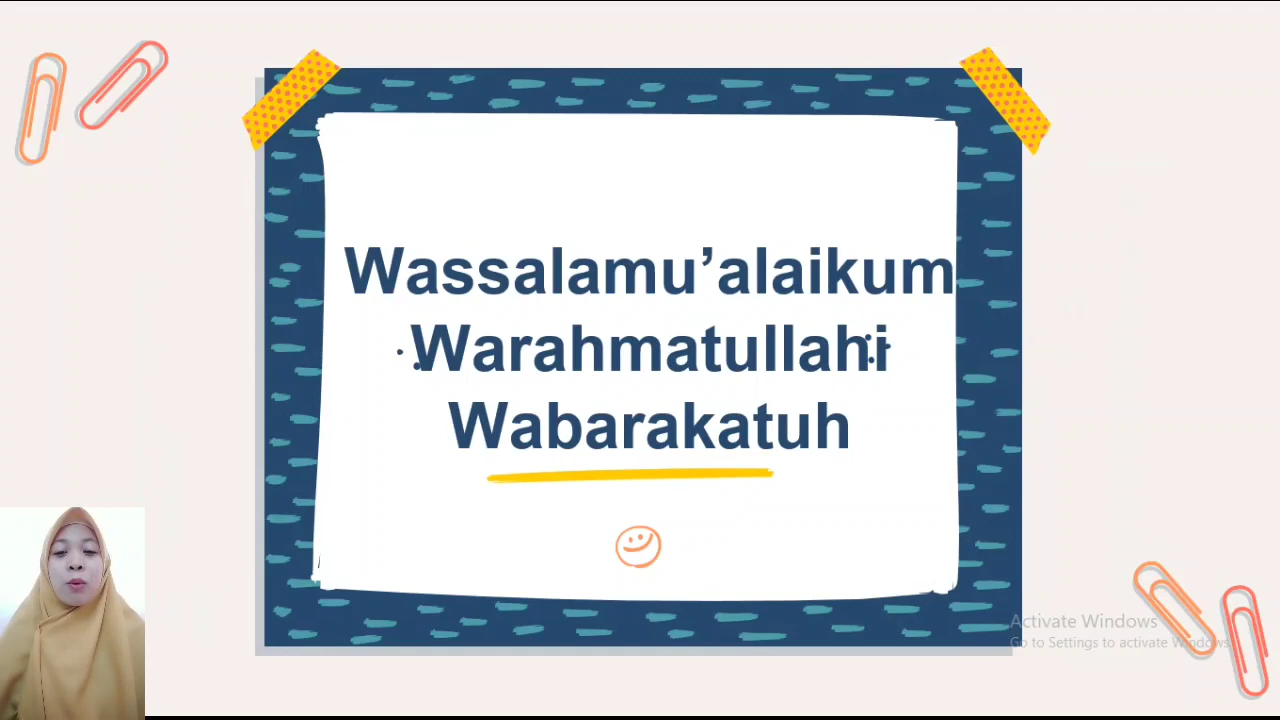 Wassalamu’alaikum
Warahmatullahi
Wabarakatuh
Activate Windows
Go to Settings to activate Windows.